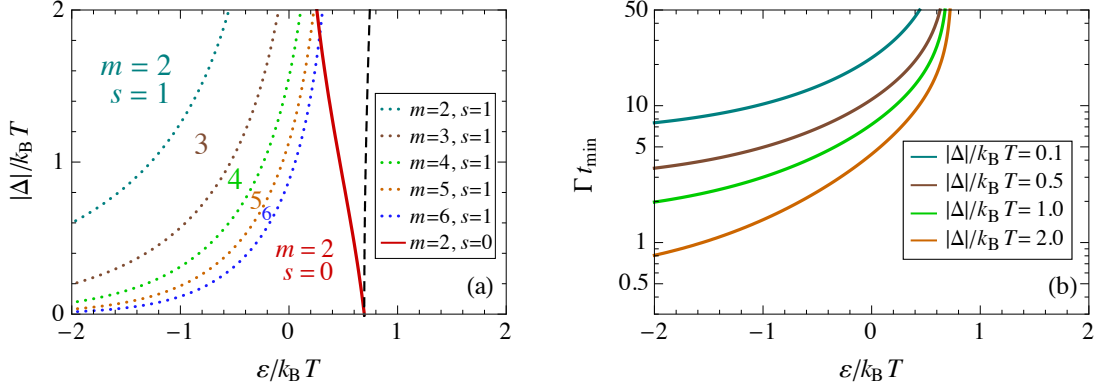 2
1
0
|Δ|/k_B T
m = 2
s = 1
3
4
5
6
m = 2
s = 0
m=2, s=1
m=3, s=1
m=4, s=1
m=5, s=1
m=6, s=1
m=2, s=0
(a)
−2 −1 0 1 2
ε/k_B T
50
10
5
1
0.5
Γ t_min
|Δ|/k_B T = 0.1
|Δ|/k_B T = 0.5
|Δ|/k_B T = 1.0
|Δ|/k_B T = 2.0
(b)
−2 −1 0 1 2
ε/k_B T